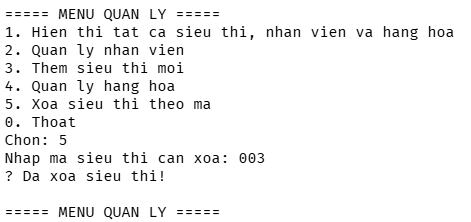 ===== MENU QUAN LY =====
1. Hien thi tat ca sieu thi, nhan vien va hang hoa
2. Quan ly nhan vien
3. Them sieu thi moi
4. Quan ly hang hoa
5. Xoa sieu thi theo ma
0. Thoat
Chon: 5
Nhap ma sieu thi can xoa: 003
? Da xoa sieu thi!
===== MENU QUAN LY =====